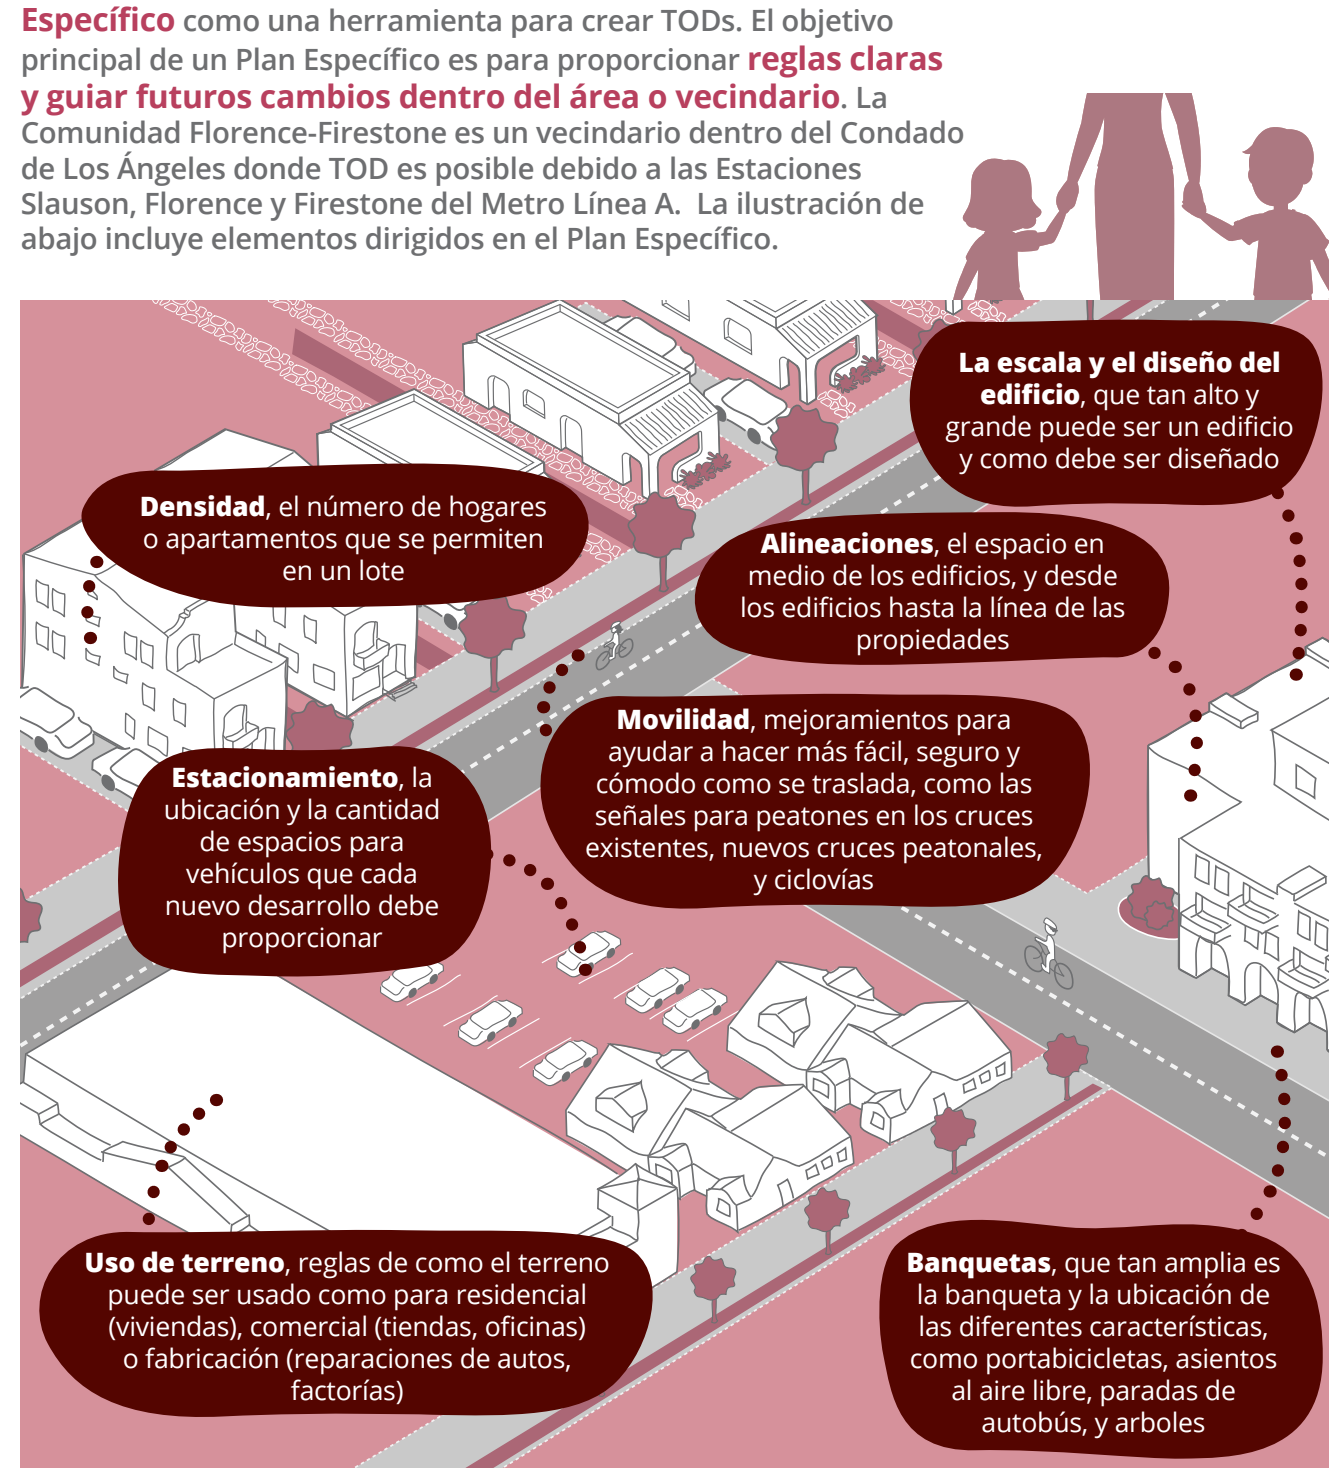 Específico como una herramienta para crear TODs. El objetivo
principal de un Plan Específico es para proporcionar reglas claras
y guiar futuros cambios dentro del área o vecindario. La
Comunidad Florence-Firestone es un vecindario dentro del Condado
de Los Ángeles donde TOD es posible debido a las Estaciones
Slauson, Florence y Firestone del Metro Línea A. La ilustración de
abajo incluye elementos dirigidos en el Plan Específico.
La escala y el diseño del
edificio, que tan alto y
grande puede ser un edificio
y como debe ser diseñado
Densidad, el número de hogares
o apartamentos que se permiten
en un lote
Alineaciones, el espacio en
medio de los edificios, y desde
los edificios hasta la línea de las
propiedades
Movilidad, mejoramientos para
ayudar a hacer más fácil, seguro y
cómodo como se traslada, como las
señales para peatones en los cruces
existentes, nuevos cruces peatonales,
y ciclovías
Estacionamiento, la
ubicación y la cantidad
de espacios para
vehículos que cada
nuevo desarrollo debe
proporcionar
Uso de terreno, reglas de como el terreno
puede ser usado como para residencial
(viviendas), comercial (tiendas, oficinas)
o fabricación (reparaciones de autos,
factorías)
Banquetas, que tan amplia es
la banqueta y la ubicación de
las diferentes características,
como portabicicletas, asientos
al aire libre, paradas de
autobús, y arboles